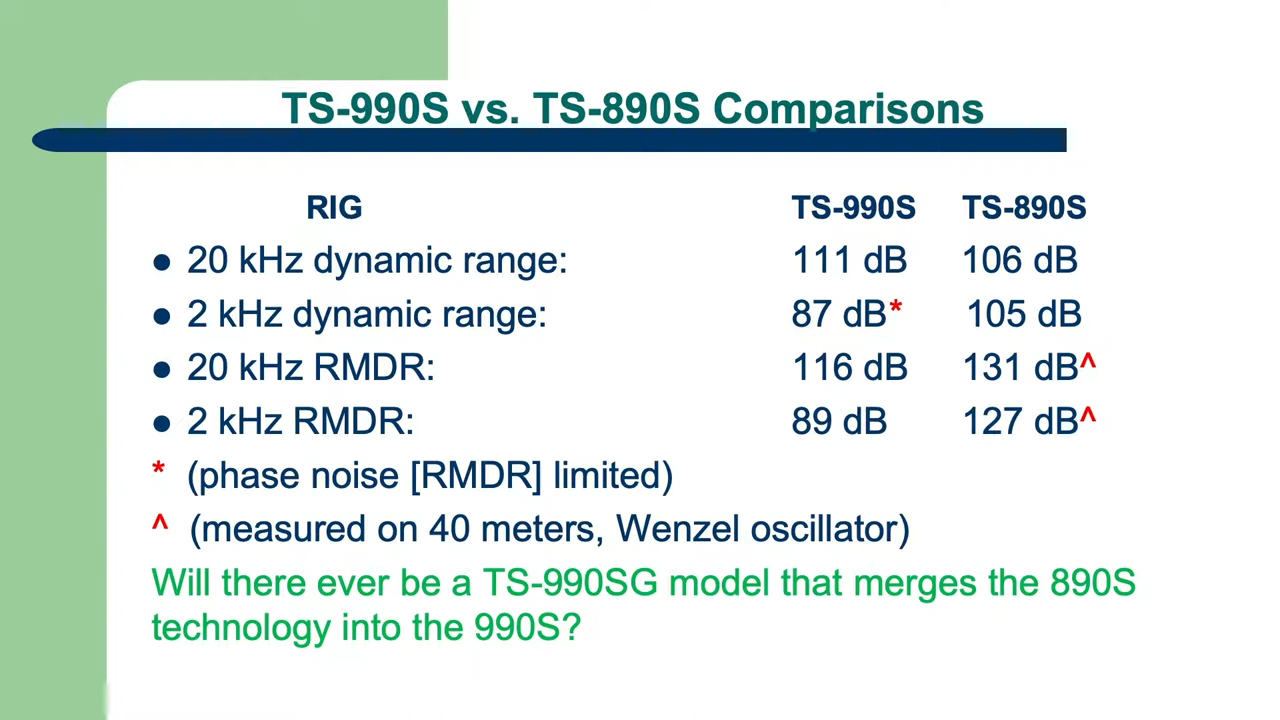 TS-990S vs. TS-890S Comparisons
RIG TS-990S TS-890S
● 20 kHz dynamic range: 111 dB 106 dB
● 2 kHz dynamic range: 87 dB* 105 dB
● 20 kHz RMDR: 116 dB 131 dB^
● 2 kHz RMDR: 89 dB 127 dB^
* (phase noise [RMDR] limited)
^ (measured on 40 meters, Wenzel oscillator)
Will there ever be a TS-990SG model that merges the 890S
technology into the 990S?